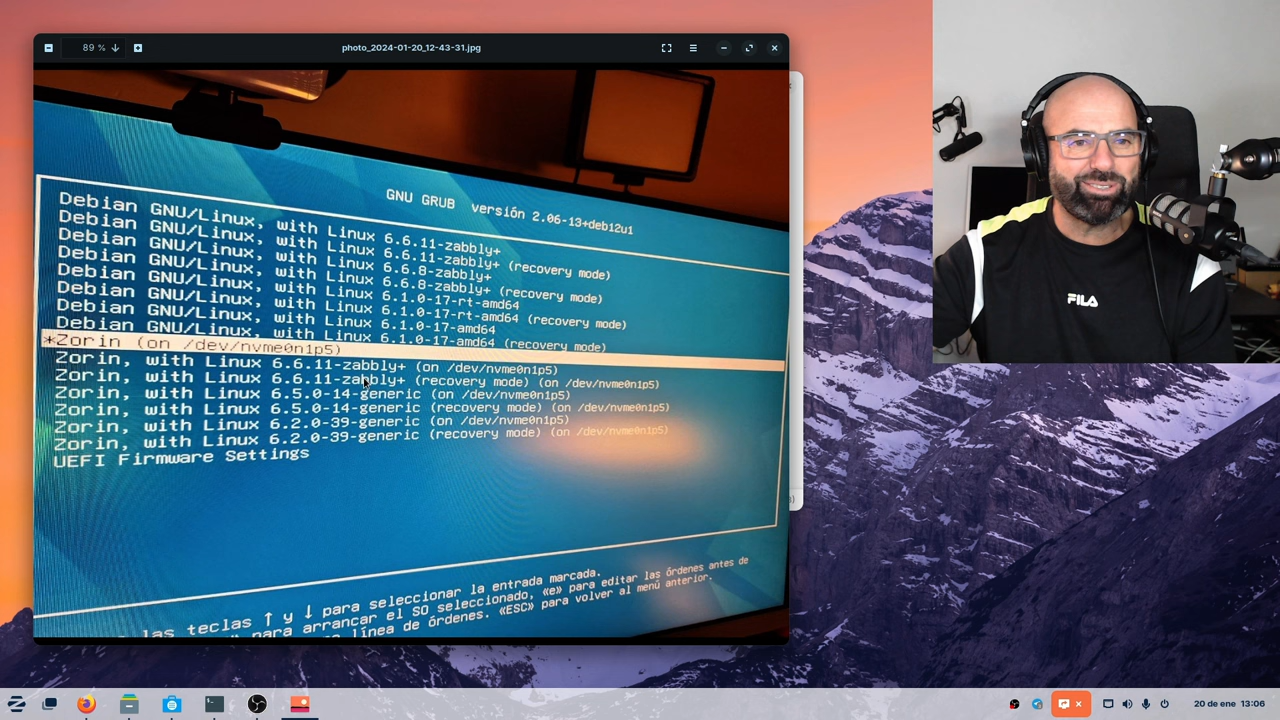 89 %
photo_2024-01-20_12-43-31.jpg
GNU GRUB versión 2.06-13+deb12u1
Debian GNU/Linux, with Linux 6.6.11-zabbly+
Debian GNU/Linux, with Linux 6.6.11-zabbly+ (recovery mode)
Debian GNU/Linux, with Linux 6.6.8-zabbly+
Debian GNU/Linux, with Linux 6.6.8-zabbly+ (recovery mode)
Debian GNU/Linux, with Linux 6.1.0-17-rt-amd64
Debian GNU/Linux, with Linux 6.1.0-17-rt-amd64 (recovery mode)
Debian GNU/Linux, with Linux 6.1.0-17-amd64
Debian GNU/Linux, with Linux 6.1.0-17-amd64 (recovery mode)
*Zorin (on /dev/nvme0n1p5)
Zorin, with Linux 6.6.11-zabbly+ (on /dev/nvme0n1p5)
Zorin, with Linux 6.6.11-zabbly+ (recovery mode) (on /dev/nvme0n1p5)
Zorin, with Linux 6.5.0-14-generic (on /dev/nvme0n1p5)
Zorin, with Linux 6.5.0-14-generic (recovery mode) (on /dev/nvme0n1p5)
Zorin, with Linux 6.2.0-39-generic (on /dev/nvme0n1p5)
Zorin, with Linux 6.2.0-39-generic (recovery mode) (on /dev/nvme0n1p5)
UEFI Firmware Settings
las teclas ↑ y ↓ para seleccionar la entrada marcada.
para arrancar el SO seleccionado, «e» para editar las órdenes antes de
línea de órdenes. «ESC» para volver al menú anterior.
FILA
20 de ene 13:06